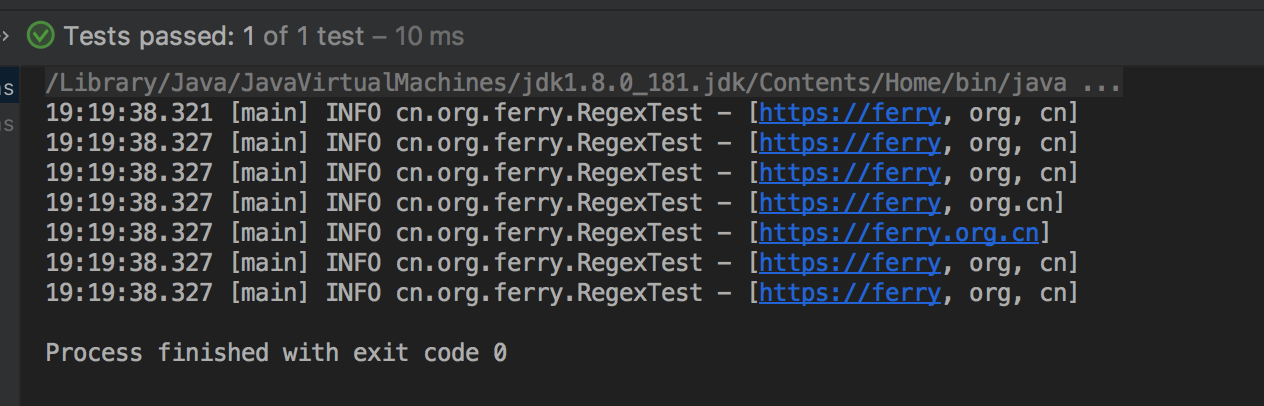 Tests passed: 1 of 1 test – 10 ms
/Library/Java/JavaVirtualMachines/jdk1.8.0_181.jdk/Contents/Home/bin/java ...
19:19:38.321 [main] INFO cn.org.ferry.RegexTest - [https://ferry, org, cn]
19:19:38.327 [main] INFO cn.org.ferry.RegexTest - [https://ferry, org, cn]
19:19:38.327 [main] INFO cn.org.ferry.RegexTest - [https://ferry, org, cn]
19:19:38.327 [main] INFO cn.org.ferry.RegexTest - [https://ferry, org.cn]
19:19:38.327 [main] INFO cn.org.ferry.RegexTest - [https://ferry.org.cn]
19:19:38.327 [main] INFO cn.org.ferry.RegexTest - [https://ferry, org, cn]
19:19:38.327 [main] INFO cn.org.ferry.RegexTest - [https://ferry, org, cn]
Process finished with exit code 0